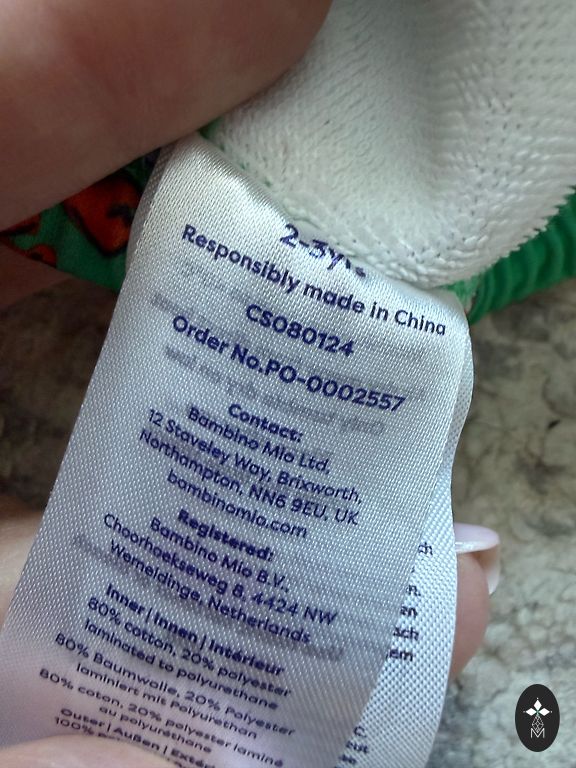 2-3yrs
Responsibly made in China
CS080124
Order No.PO-0002557
Contact:
Bambino Mio Ltd,
12 Staveley Way, Brixworth,
Northampton, NN6 9EU, UK
bambinomio.com
Registered:
Bambino Mio B.V.,
Choorhoekseweg 8, 4424 NW
Wemeldinge, Netherlands
Inner | Innen | Intérieur
80% cotton, 20% polyester
laminated to polyurethane
80% Baumwolle, 20% Polyester
laminiert mit Polyurethan
80% coton, 20% polyester laminé
au polyuréthane
Outer | Außen |
100%